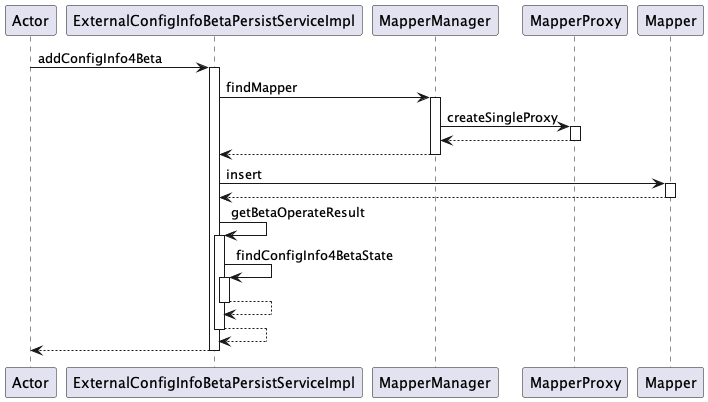 Actor
ExternalConfigInfoBetaPersistServiceImpl
MapperManager
MapperProxy
Mapper
addConfigInfo4Beta
findMapper
createSingleProxy
insert
getBetaOperateResult
findConfigInfo4BetaState
Actor
ExternalConfigInfoBetaPersistServiceImpl
MapperManager
MapperProxy
Mapper